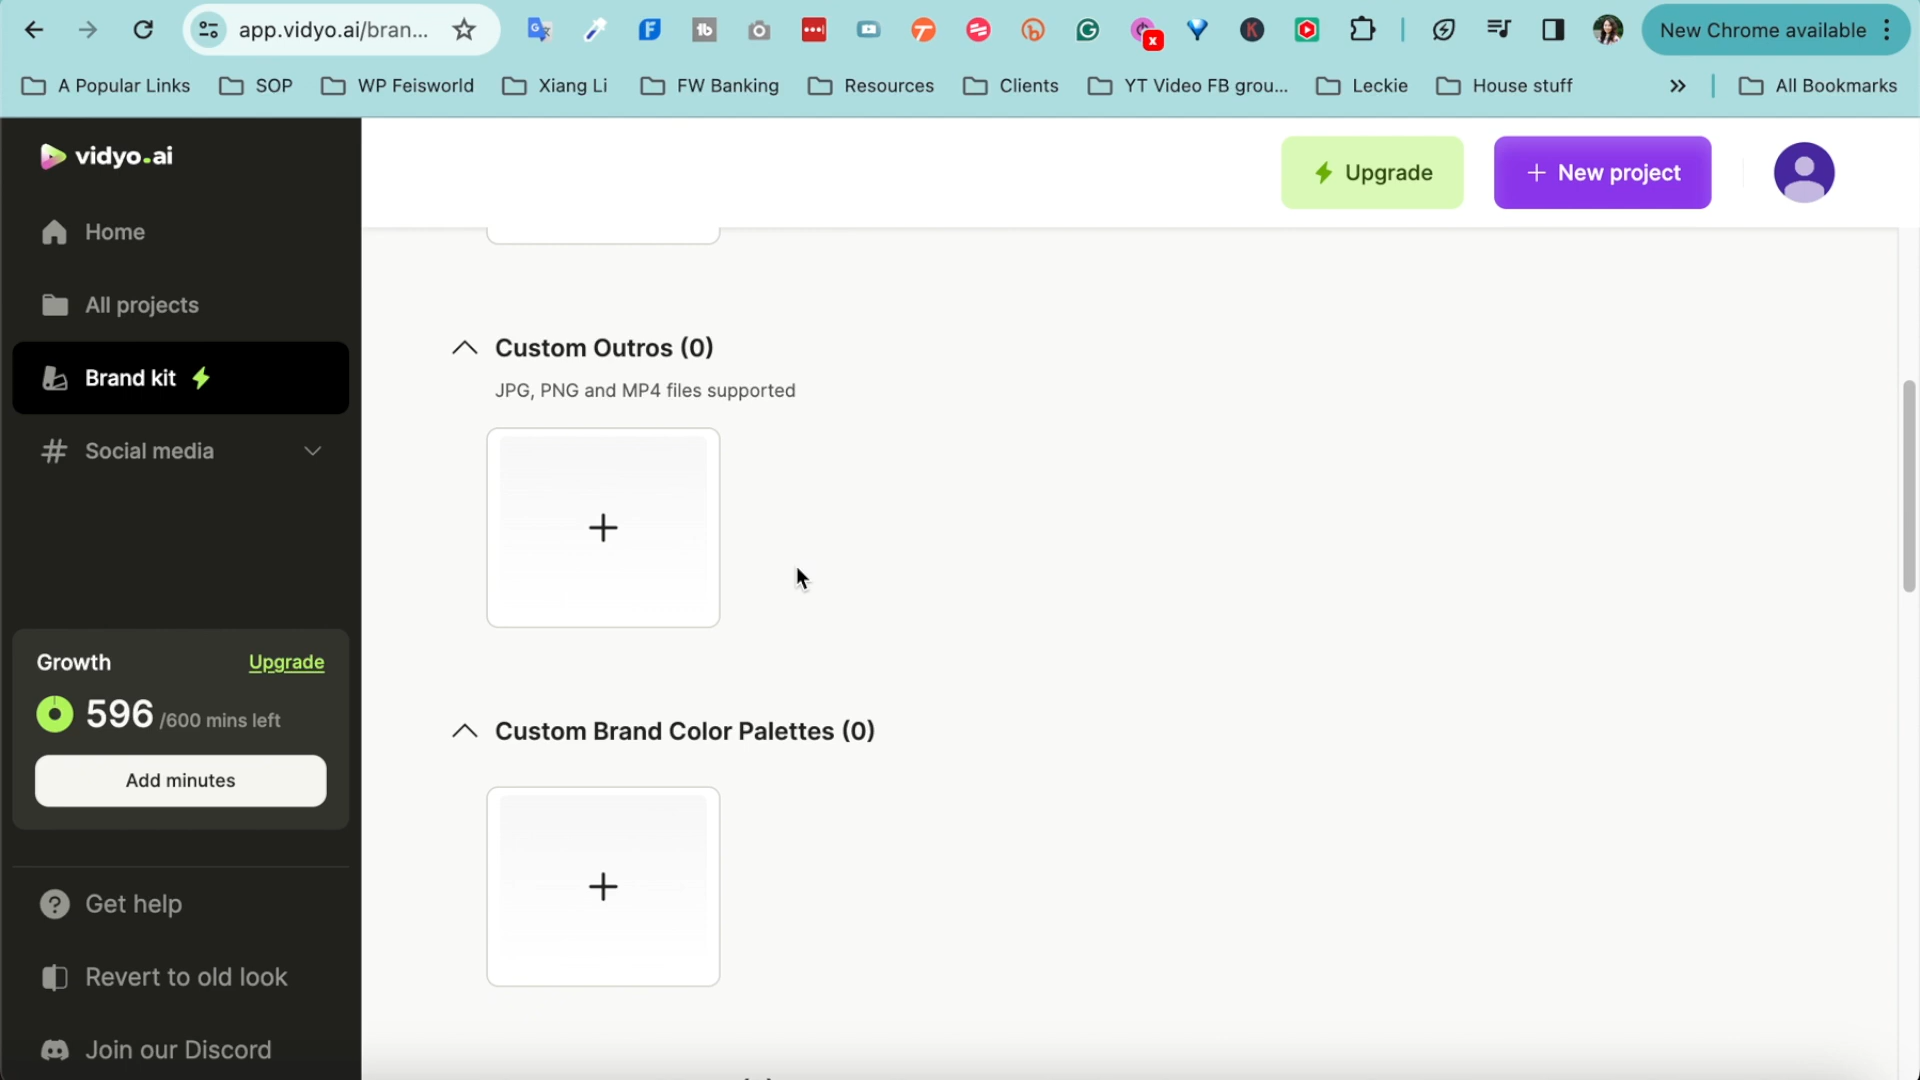 app.vidyo.ai/bran...
New Chrome available
A Popular Links
SOP
WP Feisworld
Xiang Li
FW Banking
Resources
Clients
YT Video FB grou...
Leckie
House stuff
All Bookmarks
vidyo.ai
Upgrade
+ New project
Home
All projects
Brand kit
Social media
Custom Outros (0)
JPG, PNG and MP4 files supported
Growth
Upgrade
596 /600 mins left
Add minutes
Custom Brand Color Palettes (0)
Get help
Revert to old look
Join our Discord